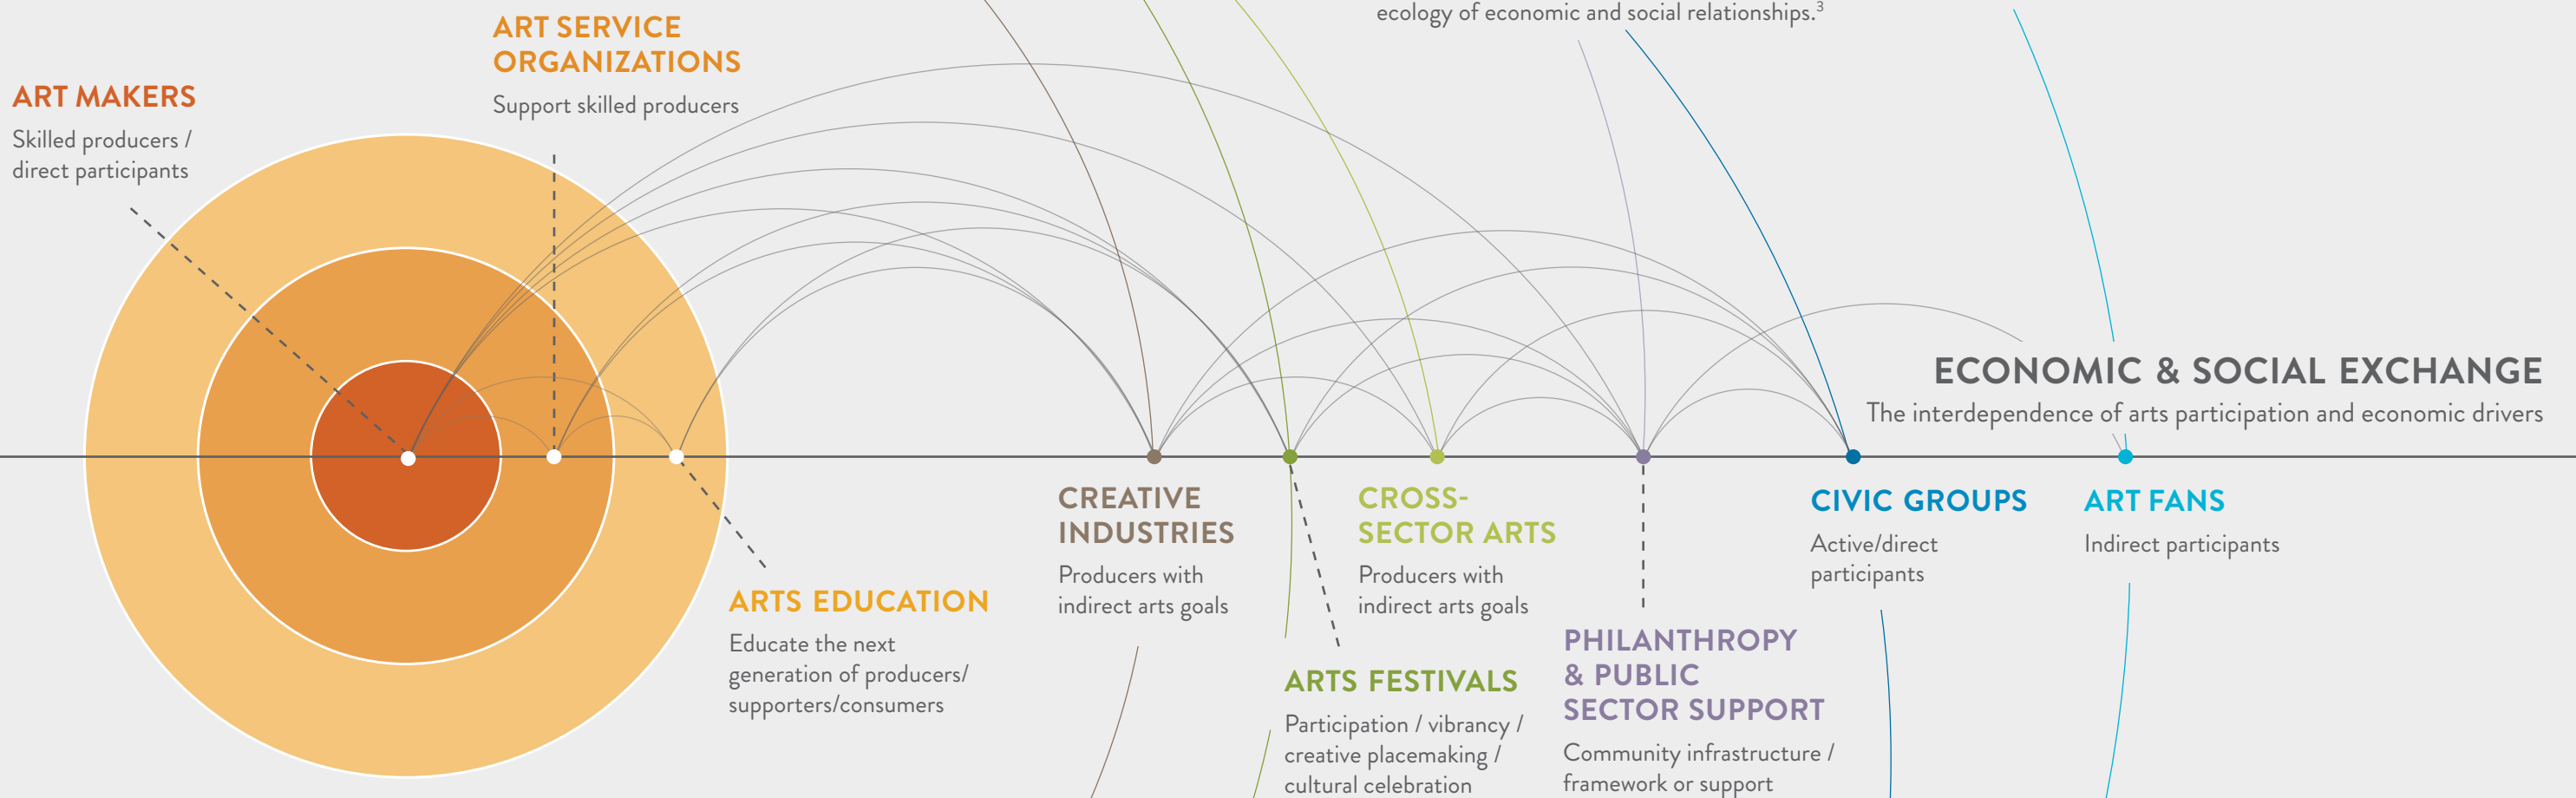 ecology of economic and social relationships.3
ART SERVICE
ORGANIZATIONS
Support skilled producers
ART MAKERS
Skilled producers /
direct participants
ECONOMIC & SOCIAL EXCHANGE
The interdependence of arts participation and economic drivers
ARTS EDUCATION
Educate the next
generation of producers/
supporters/consumers
CREATIVE
INDUSTRIES
Producers with
indirect arts goals
ARTS FESTIVALS
Participation / vibrancy /
creative placemaking /
cultural celebration
CROSS-
SECTOR ARTS
Producers with
indirect arts goals
PHILANTHROPY
& PUBLIC
SECTOR SUPPORT
Community infrastructure /
framework or support
CIVIC GROUPS
Active/direct
participants
ART FANS
Indirect participants